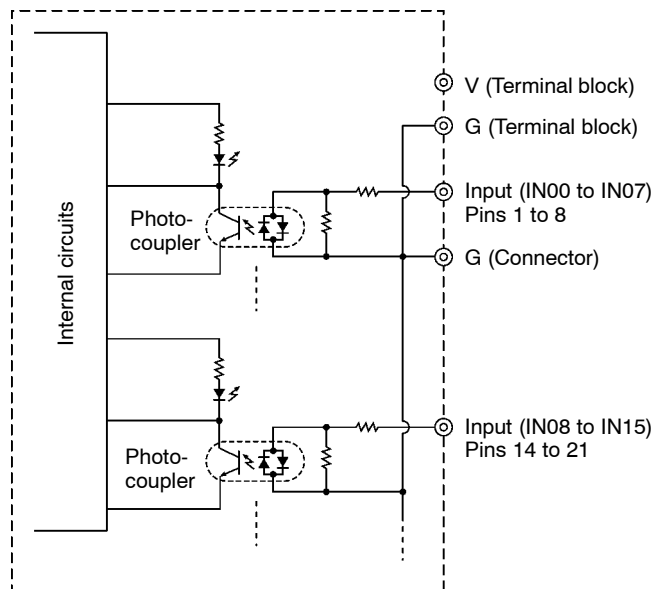 V (Terminal block)
G (Terminal block)
Input (IN00 to IN07)
Pins 1 to 8
Photo-
coupler
G (Connector)
Internal circuits
Input (IN08 to IN15)
Pins 14 to 21
Photo-
coupler